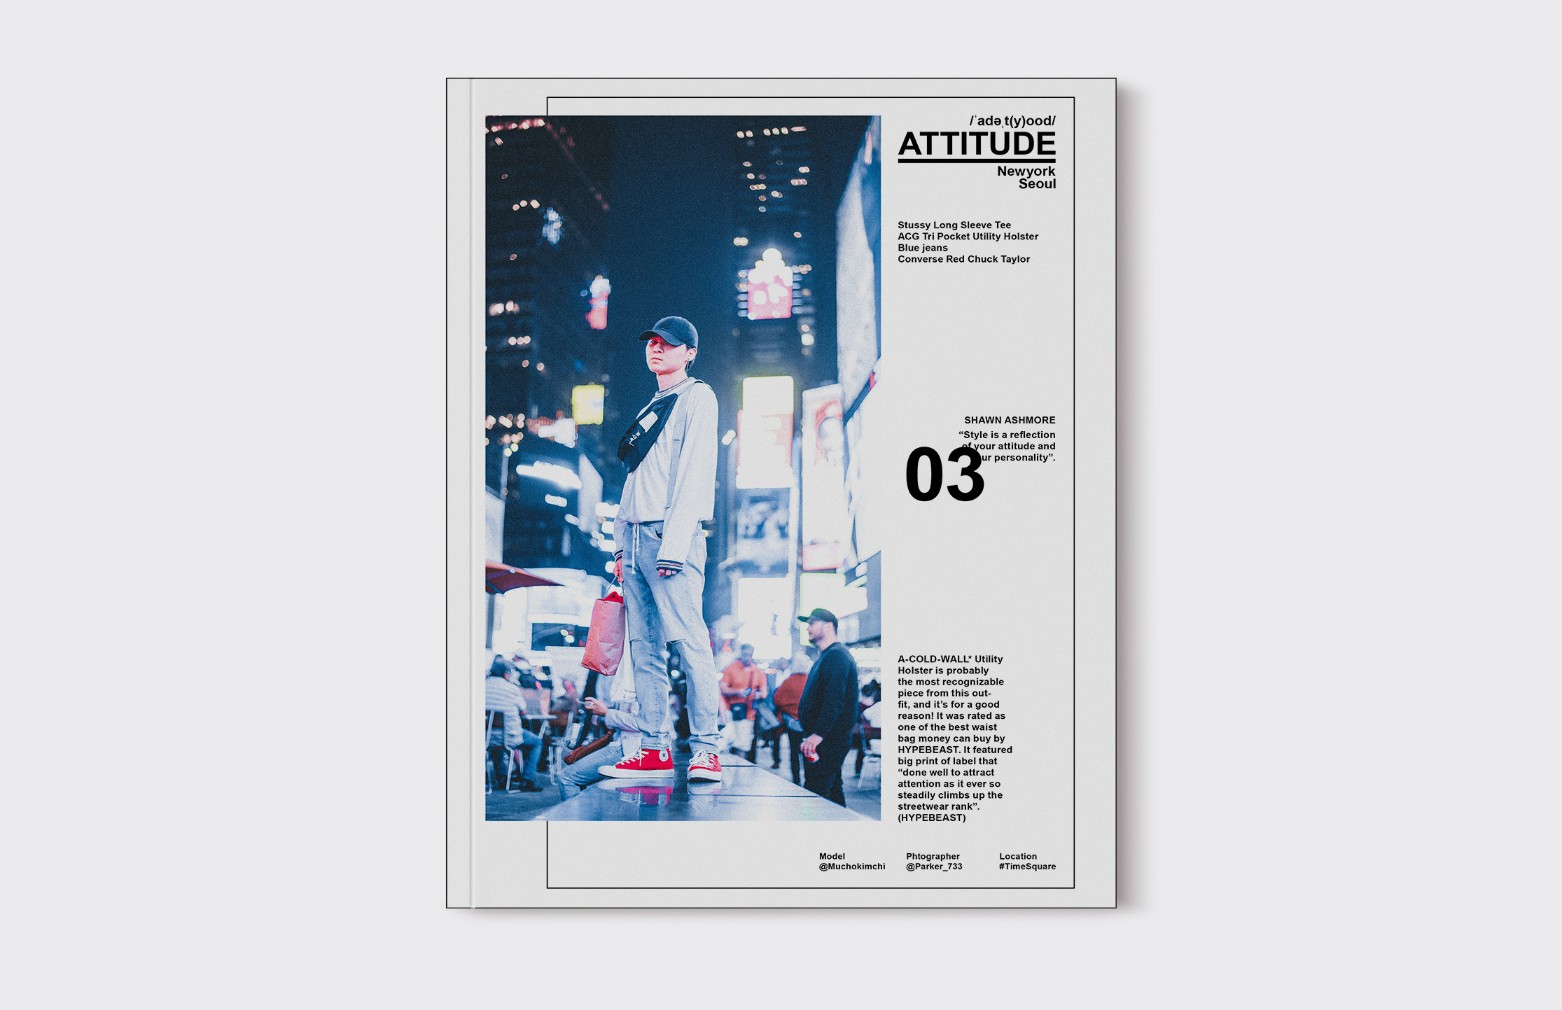 /ˈadəˌt(y)ood/
ATTITUDE
Newyork
Seoul
Stussy Long Sleeve Tee
ACG Tri Pocket Utility Holster
Blue jeans
Converse Red Chuck Taylor
SHAWN ASHMORE
“Style is a reflection
of your attitude and
personality”.
03
A-COLD-WALL* Utility
Holster is probably
the most recognizable
piece from this out-
fit, and it’s for a good
reason! It was rated as
one of the best waist
bag money can buy by
HYPEBEAST. It featured
big print of label that
“done well to attract
attention as it ever so
steadily climbs up the
streetwear rank”.
(HYPEBEAST)
Model
@Muchokimchi
Phtographer
@Parker_733
Location
#TimeSquare